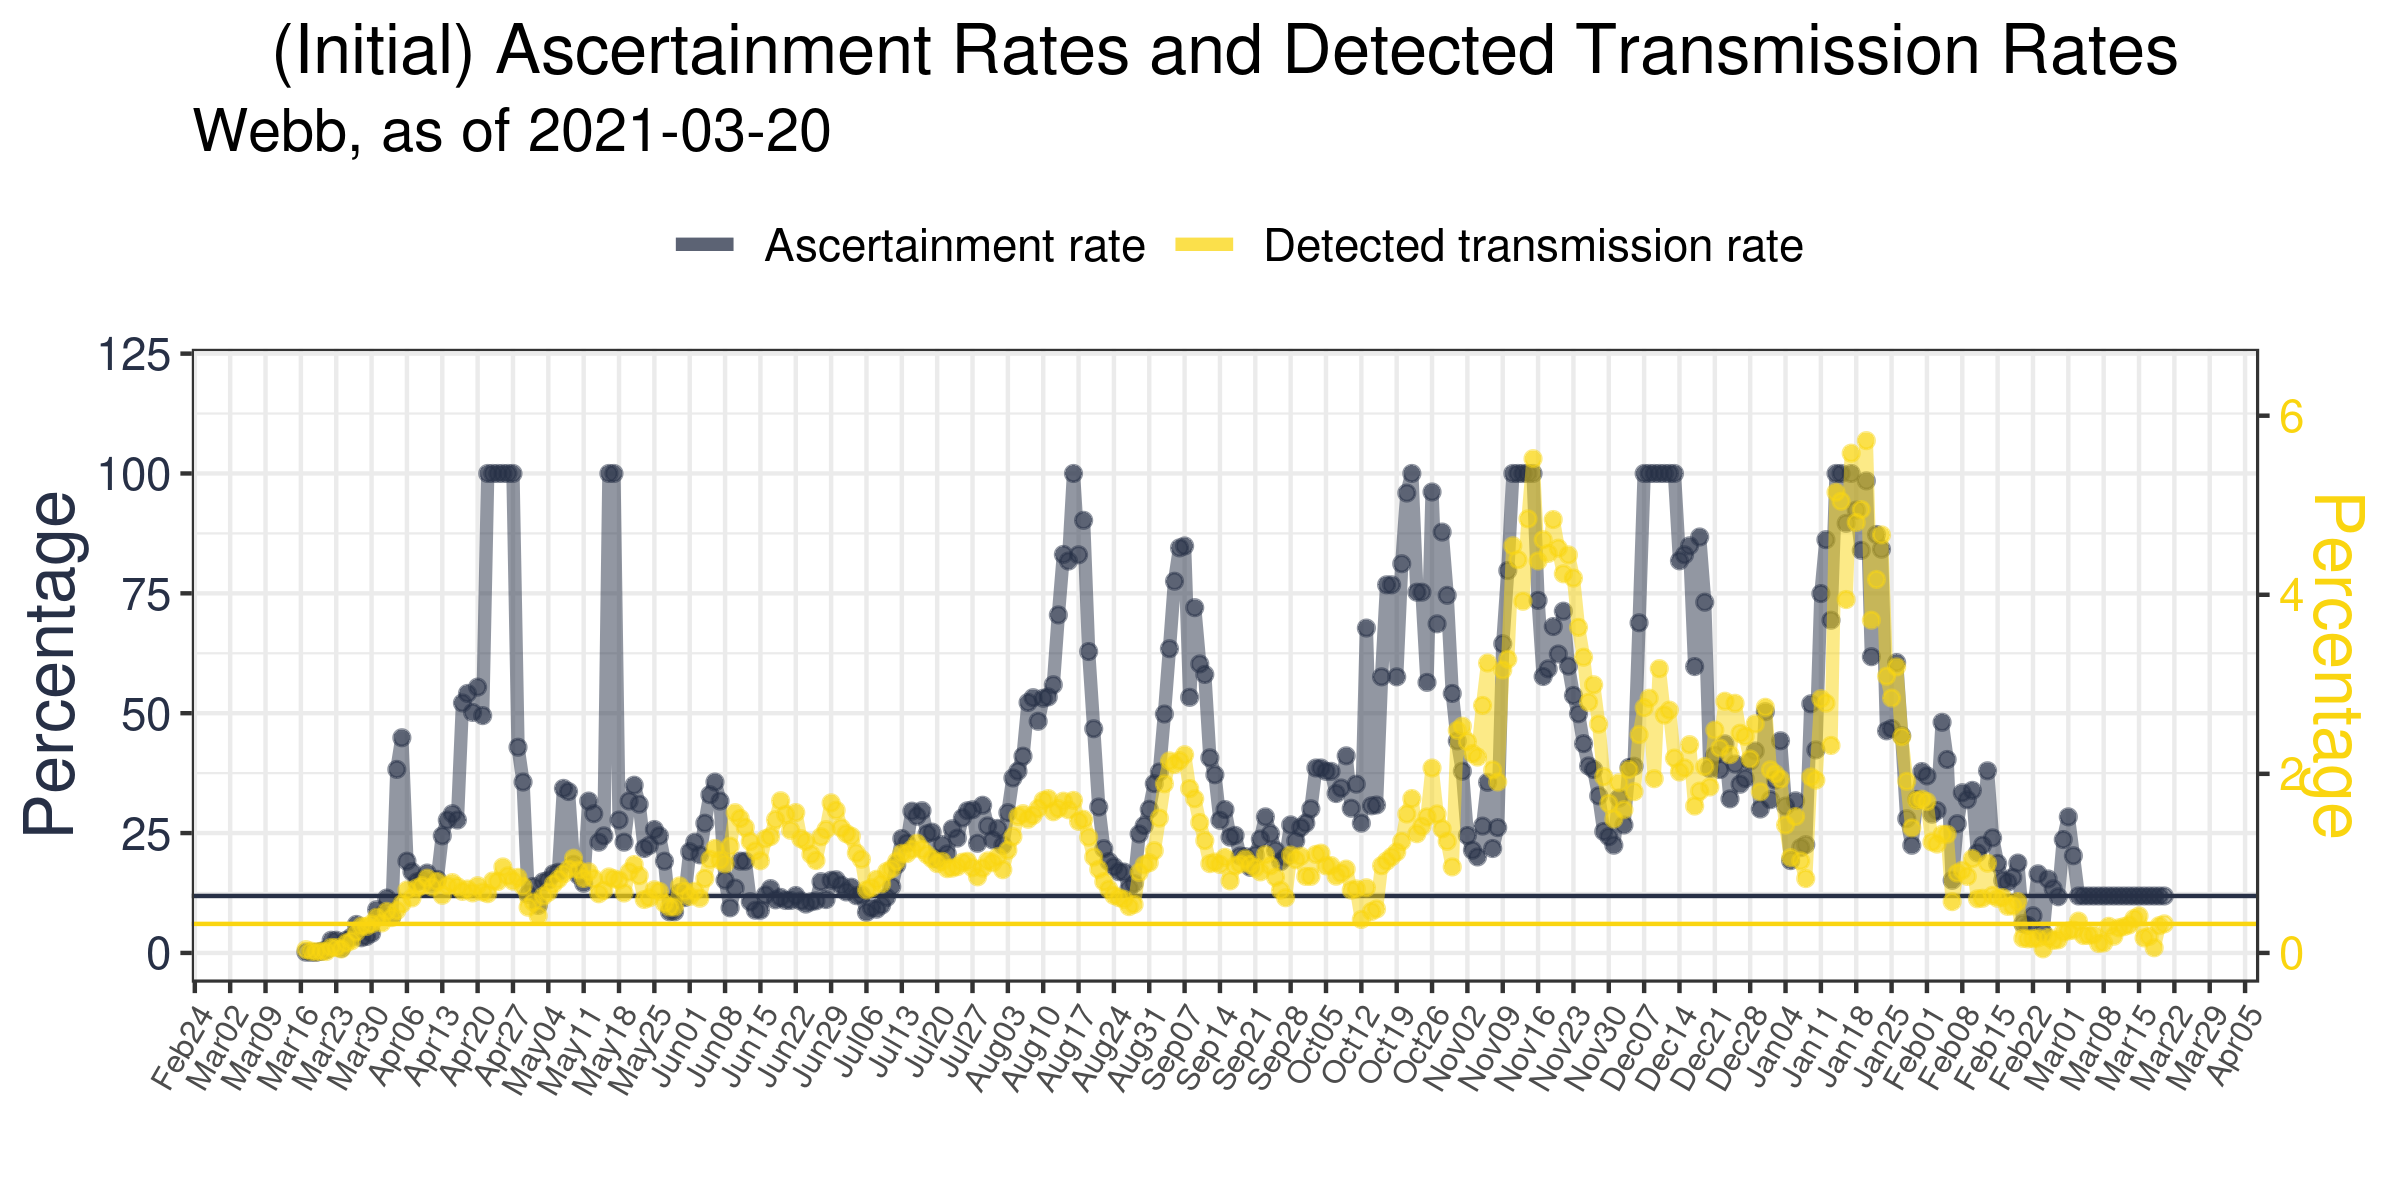 (Initial) Ascertainment Rates and Detected Transmission Rates
Webb, as of 2021-03-20
Ascertainment rate Detected transmission rate
Percentage
125
100
75
50
25
0
6
4
2
0
Percentage
Feb24 Mar02 Mar09 Mar16 Mar23 Mar30 Apr06 Apr13 Apr20 Apr27 May04 May11 May18 May25 Jun01 Jun08 Jun15 Jun22 Jun29 Jul06 Jul13 Jul20 Jul27 Aug03 Aug10 Aug17 Aug24 Aug31 Sep07 Sep14 Sep21 Sep28 Oct05 Oct12 Oct19 Oct26 Nov02 Nov09 Nov16 Nov23 Nov30 Dec07 Dec14 Dec21 Dec28 Jan04 Jan11 Jan18 Jan25 Feb01 Feb08 Feb15 Feb22 Mar01 Mar08 Mar15 Mar22 Mar29 Apr05